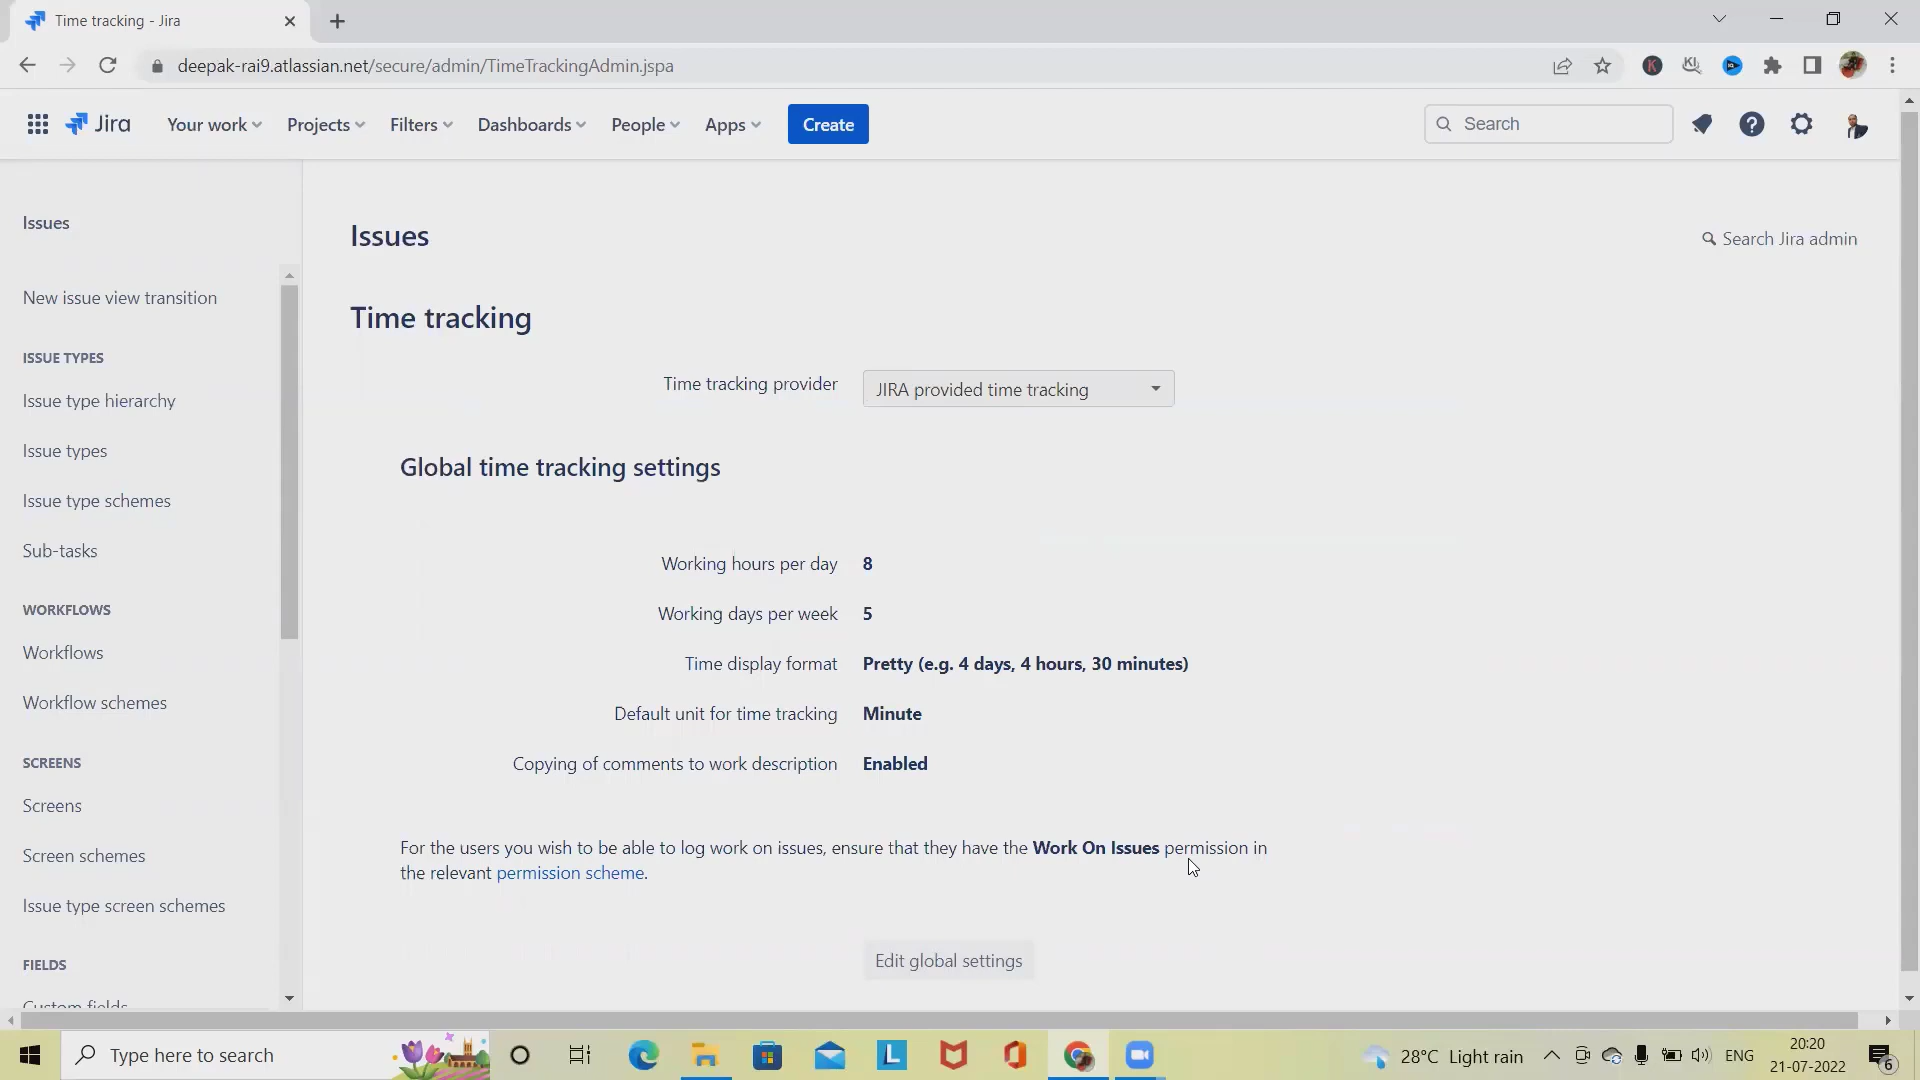 Time tracking - Jira
deepak-rai9.atlassian.net/secure/admin/TimeTrackingAdmin.jspa
Jira Your work Projects Filters Dashboards People Apps Create Search
Issues
New issue view transition
ISSUE TYPES
Issue type hierarchy
Issue types
Issue type schemes
Sub-tasks
WORKFLOWS
Workflows
Workflow schemes
SCREENS
Screens
Screen schemes
Issue type screen schemes
FIELDS
Custom fields
Issues
Search Jira admin
Time tracking
Time tracking provider JIRA provided time tracking
Global time tracking settings
Working hours per day 8
Working days per week 5
Time display format Pretty (e.g. 4 days, 4 hours, 30 minutes)
Default unit for time tracking Minute
Copying of comments to work description Enabled
For the users you wish to be able to log work on issues, ensure that they have the Work On Issues permission in
the relevant permission scheme.
Edit global settings
Type here to search
28°C Light rain
ENG
20:20
21-07-2022
6